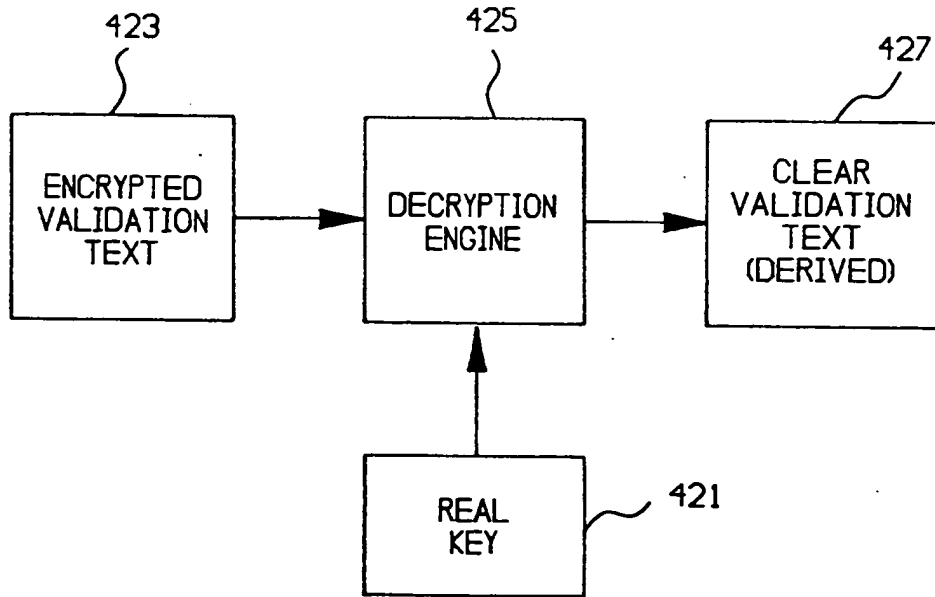 423
425
427
ENCRYPTED
VALIDATION
TEXT
DECRYPTION
ENGINE
CLEAR
VALIDATION
TEXT
(DERIVED)
REAL
KEY
421